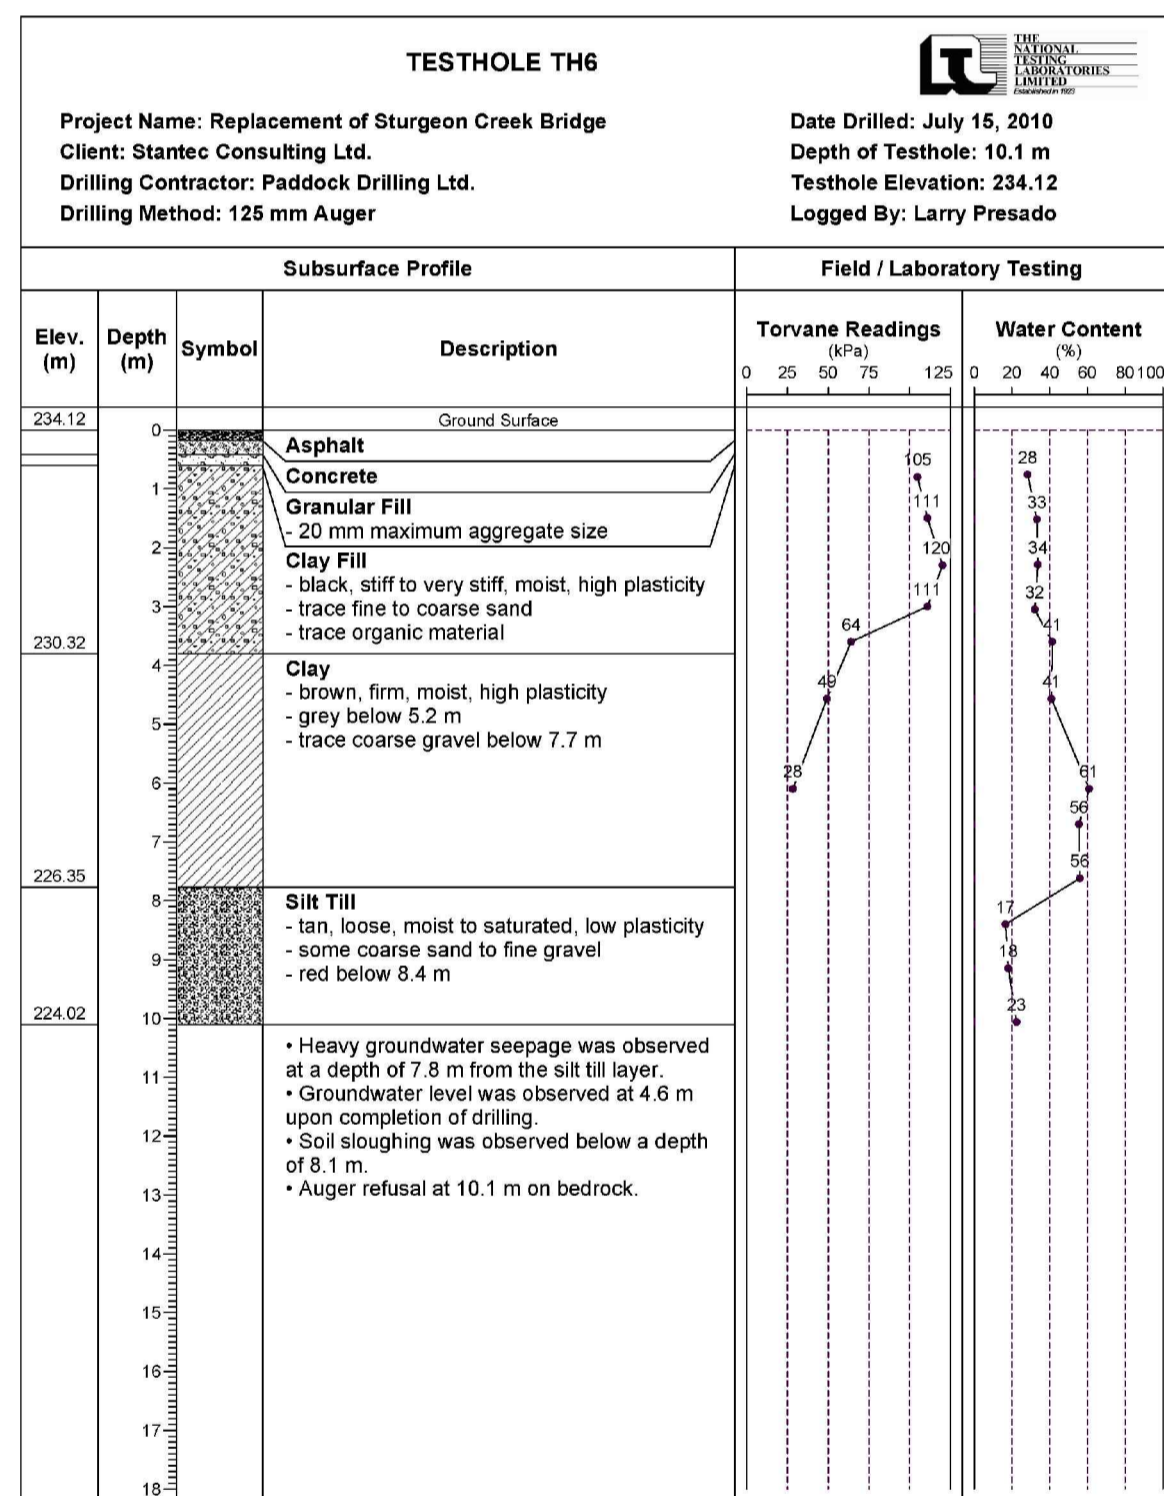 TESTHOLE TH6
THE
NATIONAL
TESTING
LABORATORIES
LIMITED
Established in 1923
Project Name: Replacement of Sturgeon Creek Bridge
Client: Stantec Consulting Ltd.
Drilling Contractor: Paddock Drilling Ltd.
Drilling Method: 125 mm Auger
Date Drilled: July 15, 2010
Depth of Testhole: 10.1 m
Testhole Elevation: 234.12
Logged By: Larry Presado
Subsurface Profile
Field / Laboratory Testing
Elev.
(m)
Depth
(m)
Symbol
Description
Torvane Readings
(kPa)
0 25 50 75 125
Water Content
(%)
0 20 40 60 80 100
234.12
230.32
226.35
224.02
0
1
2
3
4
5
6
7
8
9
10
11
12
13
14
15
16
17
18
Ground Surface
Asphalt
Concrete
Granular Fill
- 20 mm maximum aggregate size
Clay Fill
- black, stiff to very stiff, moist, high plasticity
- trace fine to coarse sand
- trace organic material
Clay
- brown, firm, moist, high plasticity
- grey below 5.2 m
- trace coarse gravel below 7.7 m
Silt Till
- tan, loose, moist to saturated, low plasticity
- some coarse sand to fine gravel
- red below 8.4 m
• Heavy groundwater seepage was observed
at a depth of 7.8 m from the silt till layer.
• Groundwater level was observed at 4.6 m
upon completion of drilling.
• Soil sloughing was observed below a depth
of 8.1 m.
• Auger refusal at 10.1 m on bedrock.
105
111
120
111
64
49
28
28
33
34
32
41
41
61
56
56
17
18
23